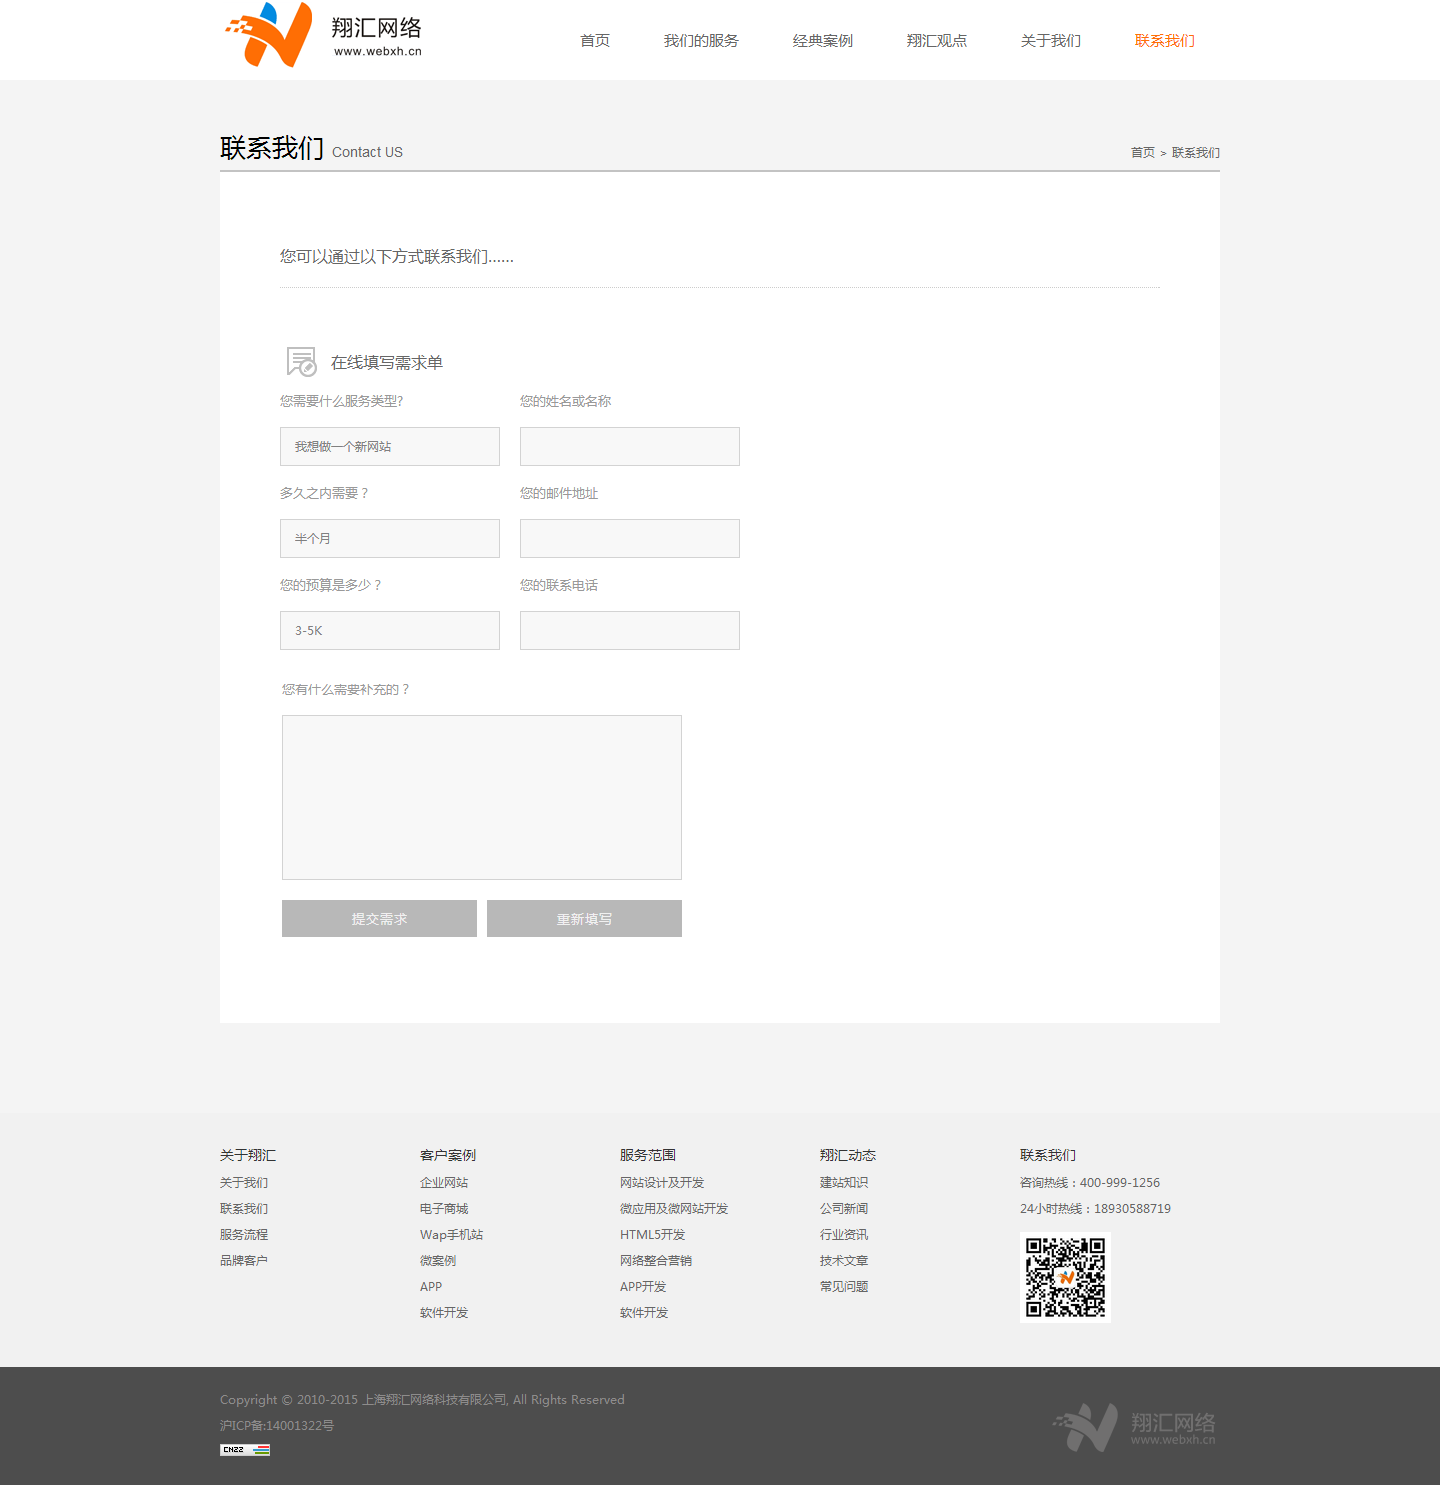 翔汇网络
www.webxh.cn
首页 我们的服务 经典案例 翔汇观点 关于我们 联系我们
联系我们 Contact US
首页 > 联系我们
您可以通过以下方式联系我们......
在线填写需求单
您需要什么服务类型? 您的姓名或名称
我想做一个新网站
多久之内需要？ 您的邮件地址
半个月
您的预算是多少？ 您的联系电话
3-5K
您有什么需要补充的？
提交需求 重新填写
关于翔汇 客户案例 服务范围 翔汇动态 联系我们
关于我们 企业网站 网站设计及开发 建站知识 咨询热线：400-999-1256
联系我们 电子商城 微应用及微网站开发 公司新闻 24小时热线：18930588719
服务流程 Wap手机站 HTML5开发 行业资讯
品牌客户 微案例 网络整合营销 技术文章
APP APP开发 常见问题
软件开发 软件开发
Copyright © 2010-2015 上海翔汇网络科技有限公司, All Rights Reserved
沪ICP备:14001322号
CNZZ
翔汇网络
www.webxh.cn